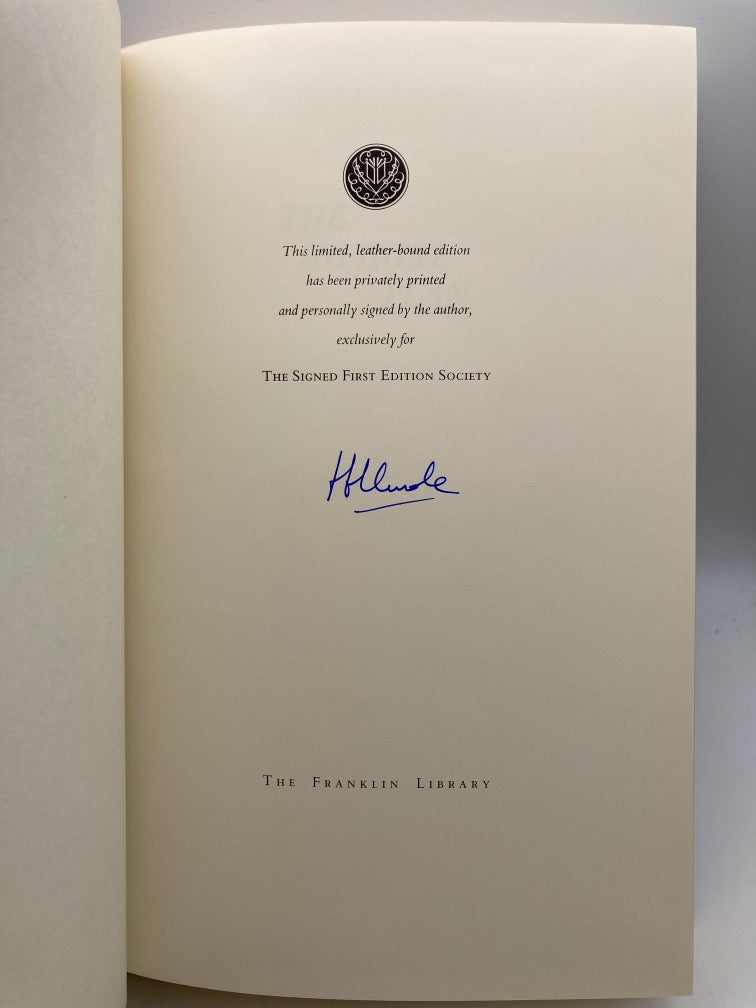 This limited, leather-bound edition
has been privately printed
and personally signed by the author,
exclusively for
THE SIGNED FIRST EDITION SOCIETY
THE FRANKLIN LIBRARY